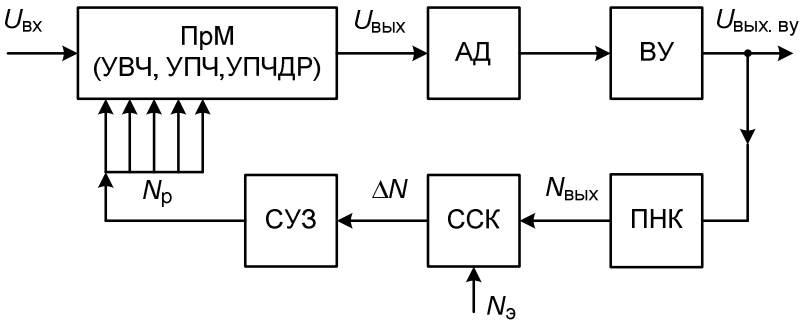 Uвх
ПрМ
(УВЧ, УПЧ,УПЧДР)
Uвых
АД
ВУ
Uвых. ву
Nр
СУЗ
ΔN
ССК
Nвых
ПНК
Nэ